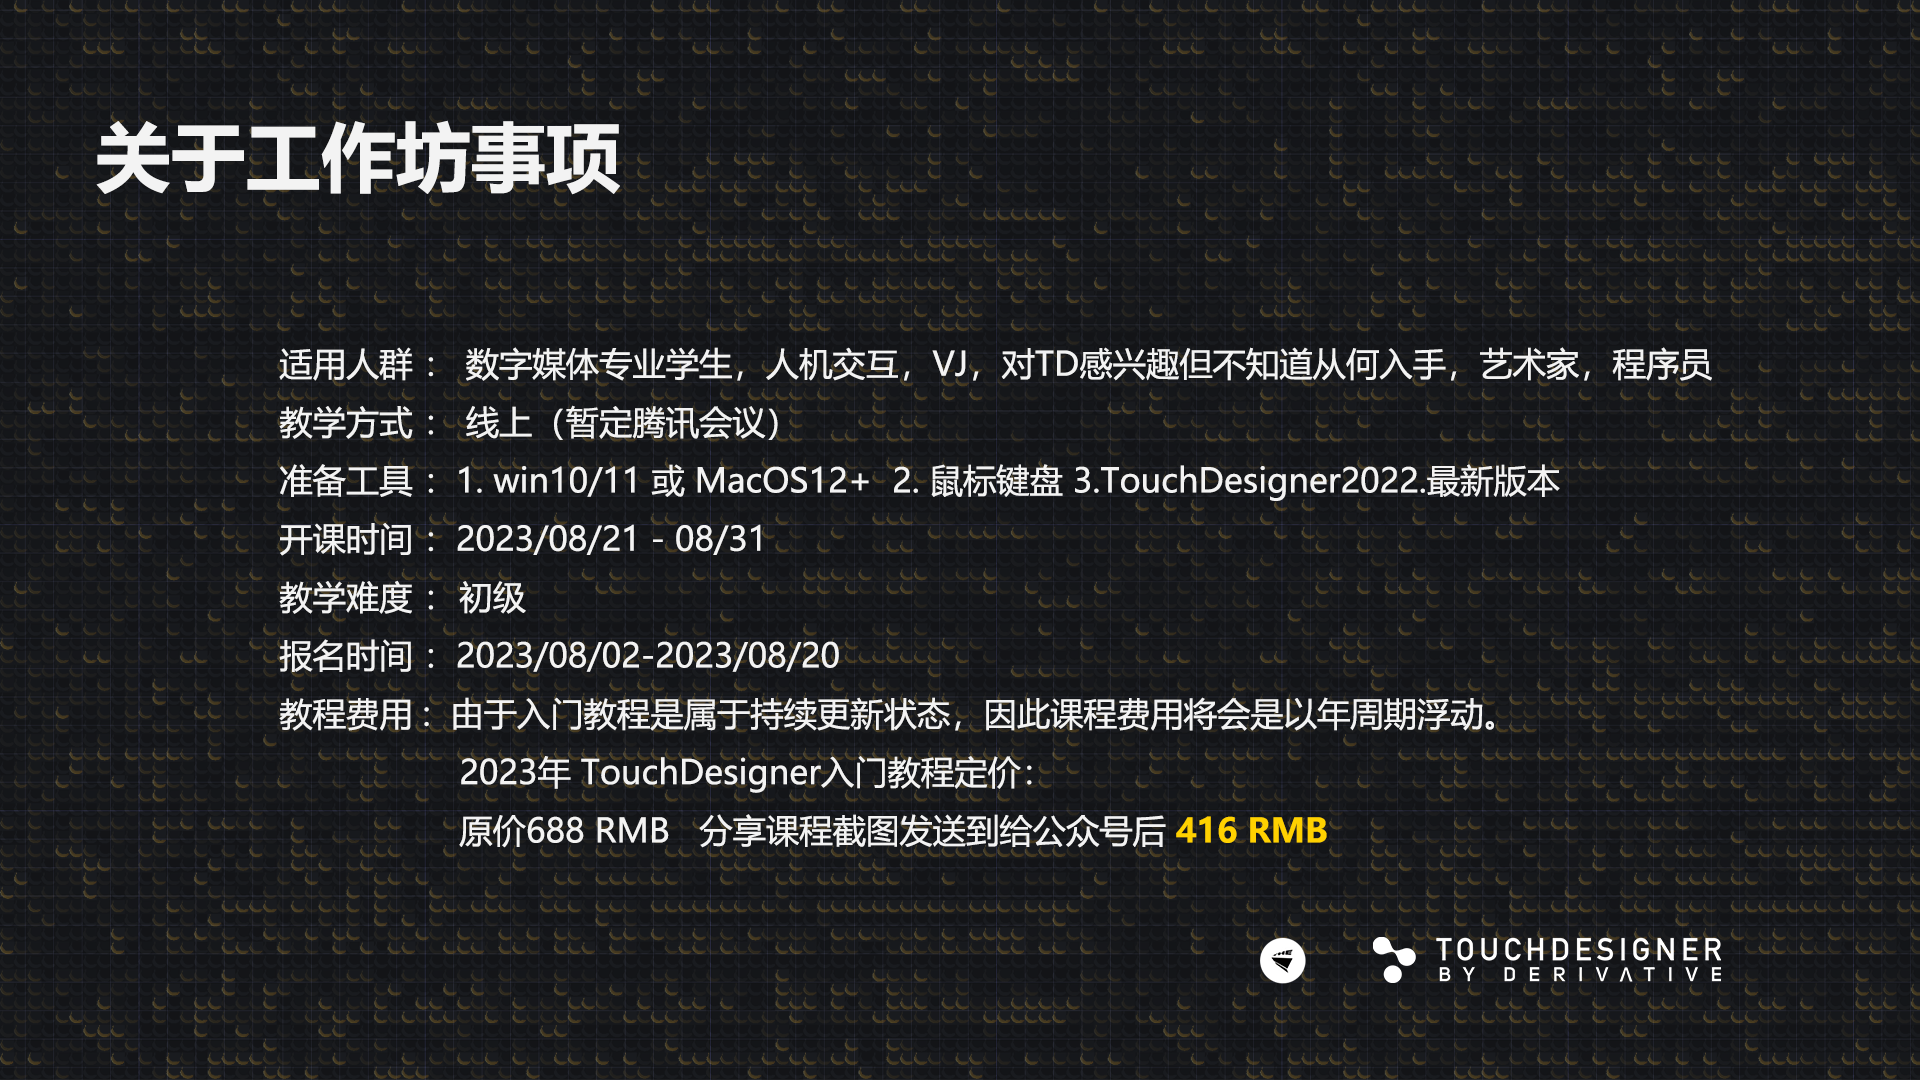 关于工作坊事项
适用人群 ： 数字媒体专业学生，人机交互，VJ，对TD感兴趣但不知道从何入手，艺术家，程序员
教学方式 ： 线上（暂定腾讯会议）
准备工具 ：1. win10/11 或 MacOS12+  2. 鼠标键盘 3.TouchDesigner2022.最新版本
开课时间 ：2023/08/21 - 08/31
教学难度 ： 初级
报名时间 ：2023/08/02-2023/08/20
教程费用 ：由于入门教程是属于持续更新状态，因此课程费用将会是以年周期浮动。
2023年 TouchDesigner入门教程定价：
原价688 RMB   分享课程截图发送到给公众号后 416 RMB
TOUCHDESIGNER
BY DERIVATIVE